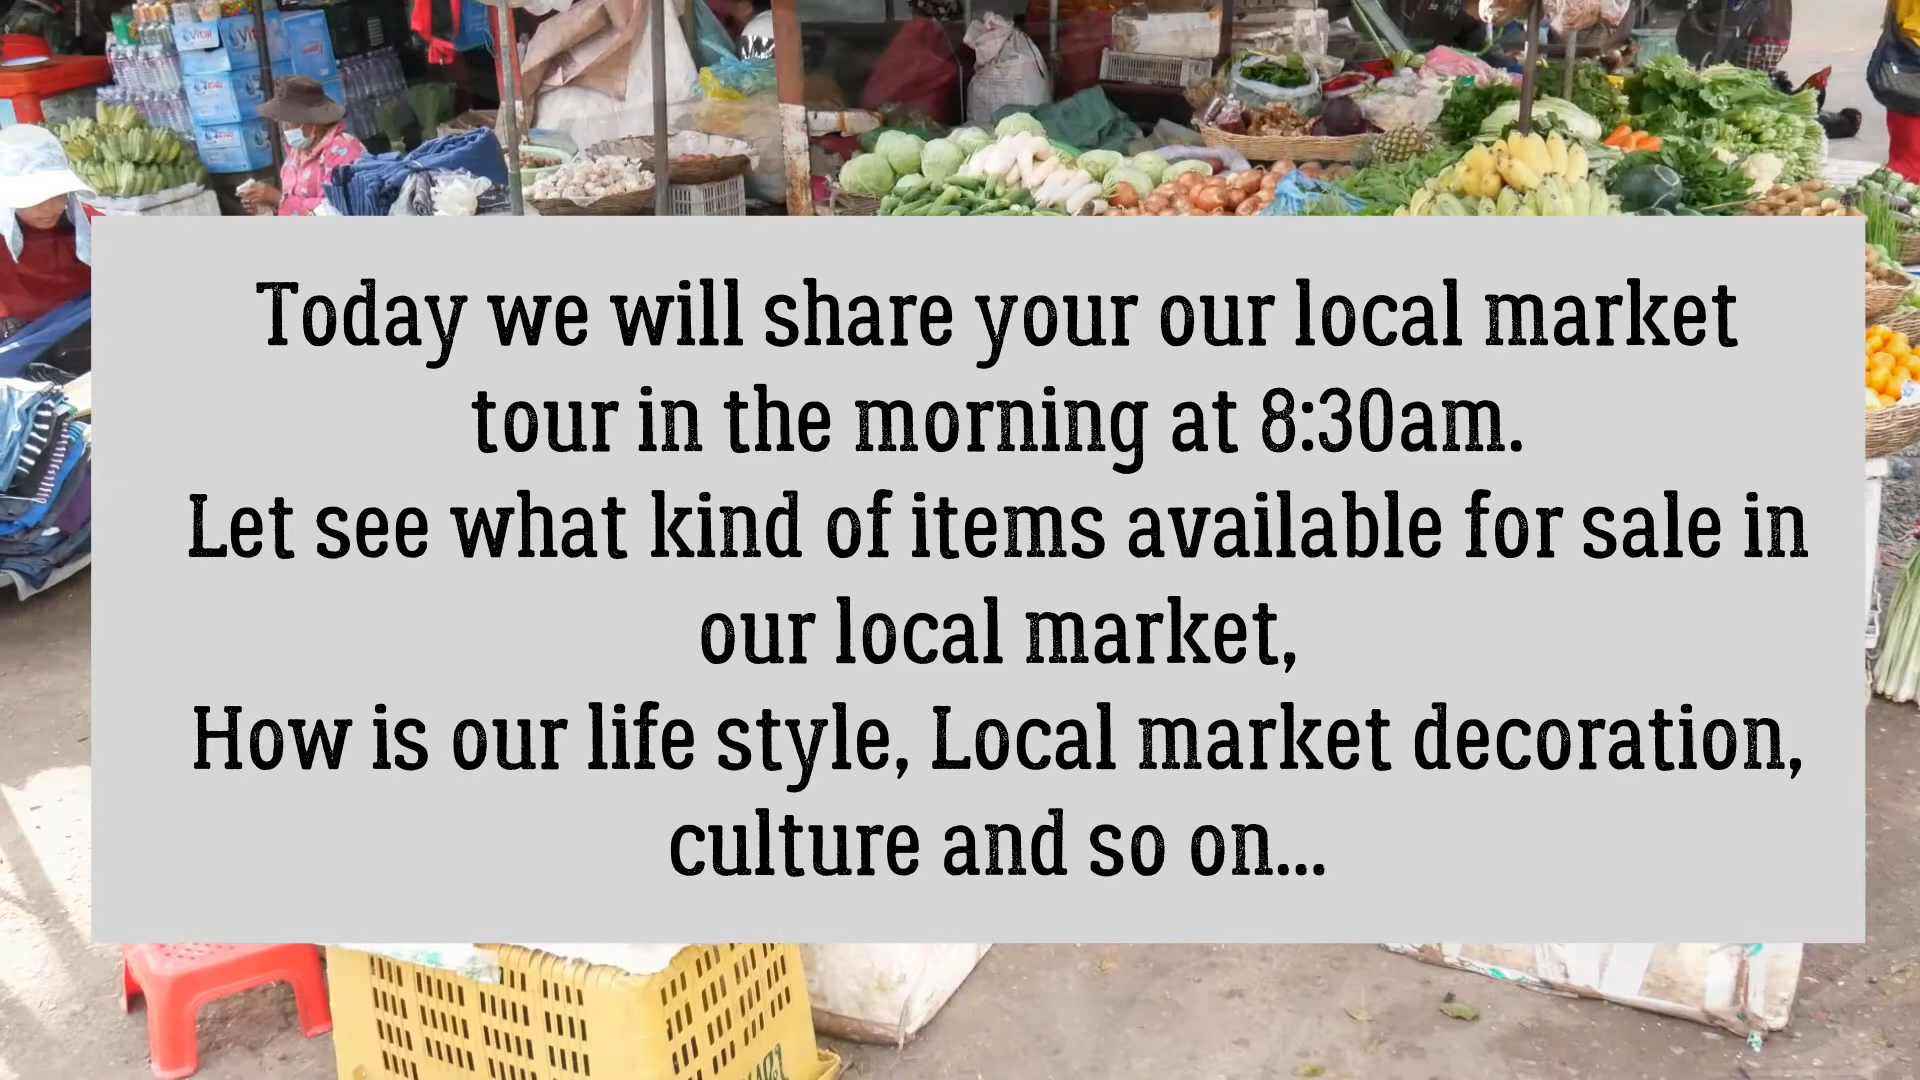 Vital
Today we will share your our local market
tour in the morning at 8:30am.
Let see what kind of items available for sale in
our local market,
How is our life style, Local market decoration,
culture and so on...